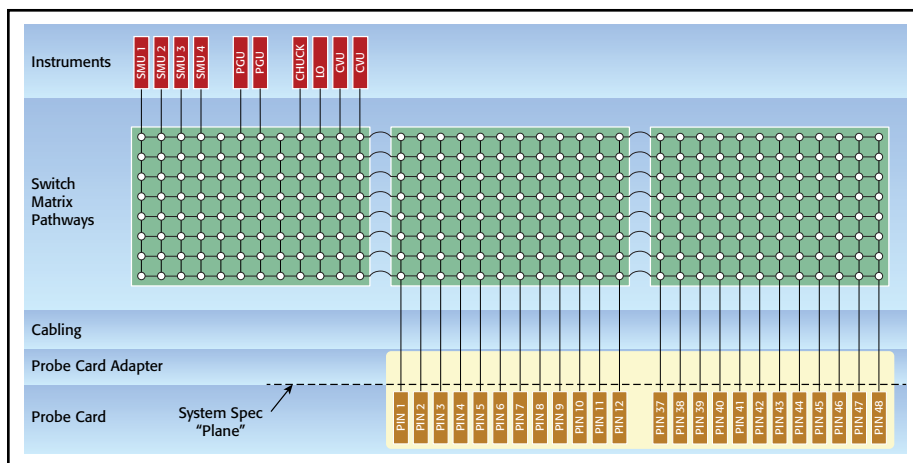 Instruments
SMU 1
SMU 2
SMU 3
SMU 4
PGU
PGU
CHUCK
LO
CVU
CVU
Switch
Matrix
Pathways
Cabling
Probe Card Adapter
System Spec
“Plane”
Probe Card
PIN 1
PIN 2
PIN 3
PIN 4
PIN 5
PIN 6
PIN 7
PIN 8
PIN 9
PIN 10
PIN 11
PIN 12
PIN 37
PIN 38
PIN 39
PIN 40
PIN 41
PIN 42
PIN 43
PIN 44
PIN 45
PIN 46
PIN 47
PIN 48